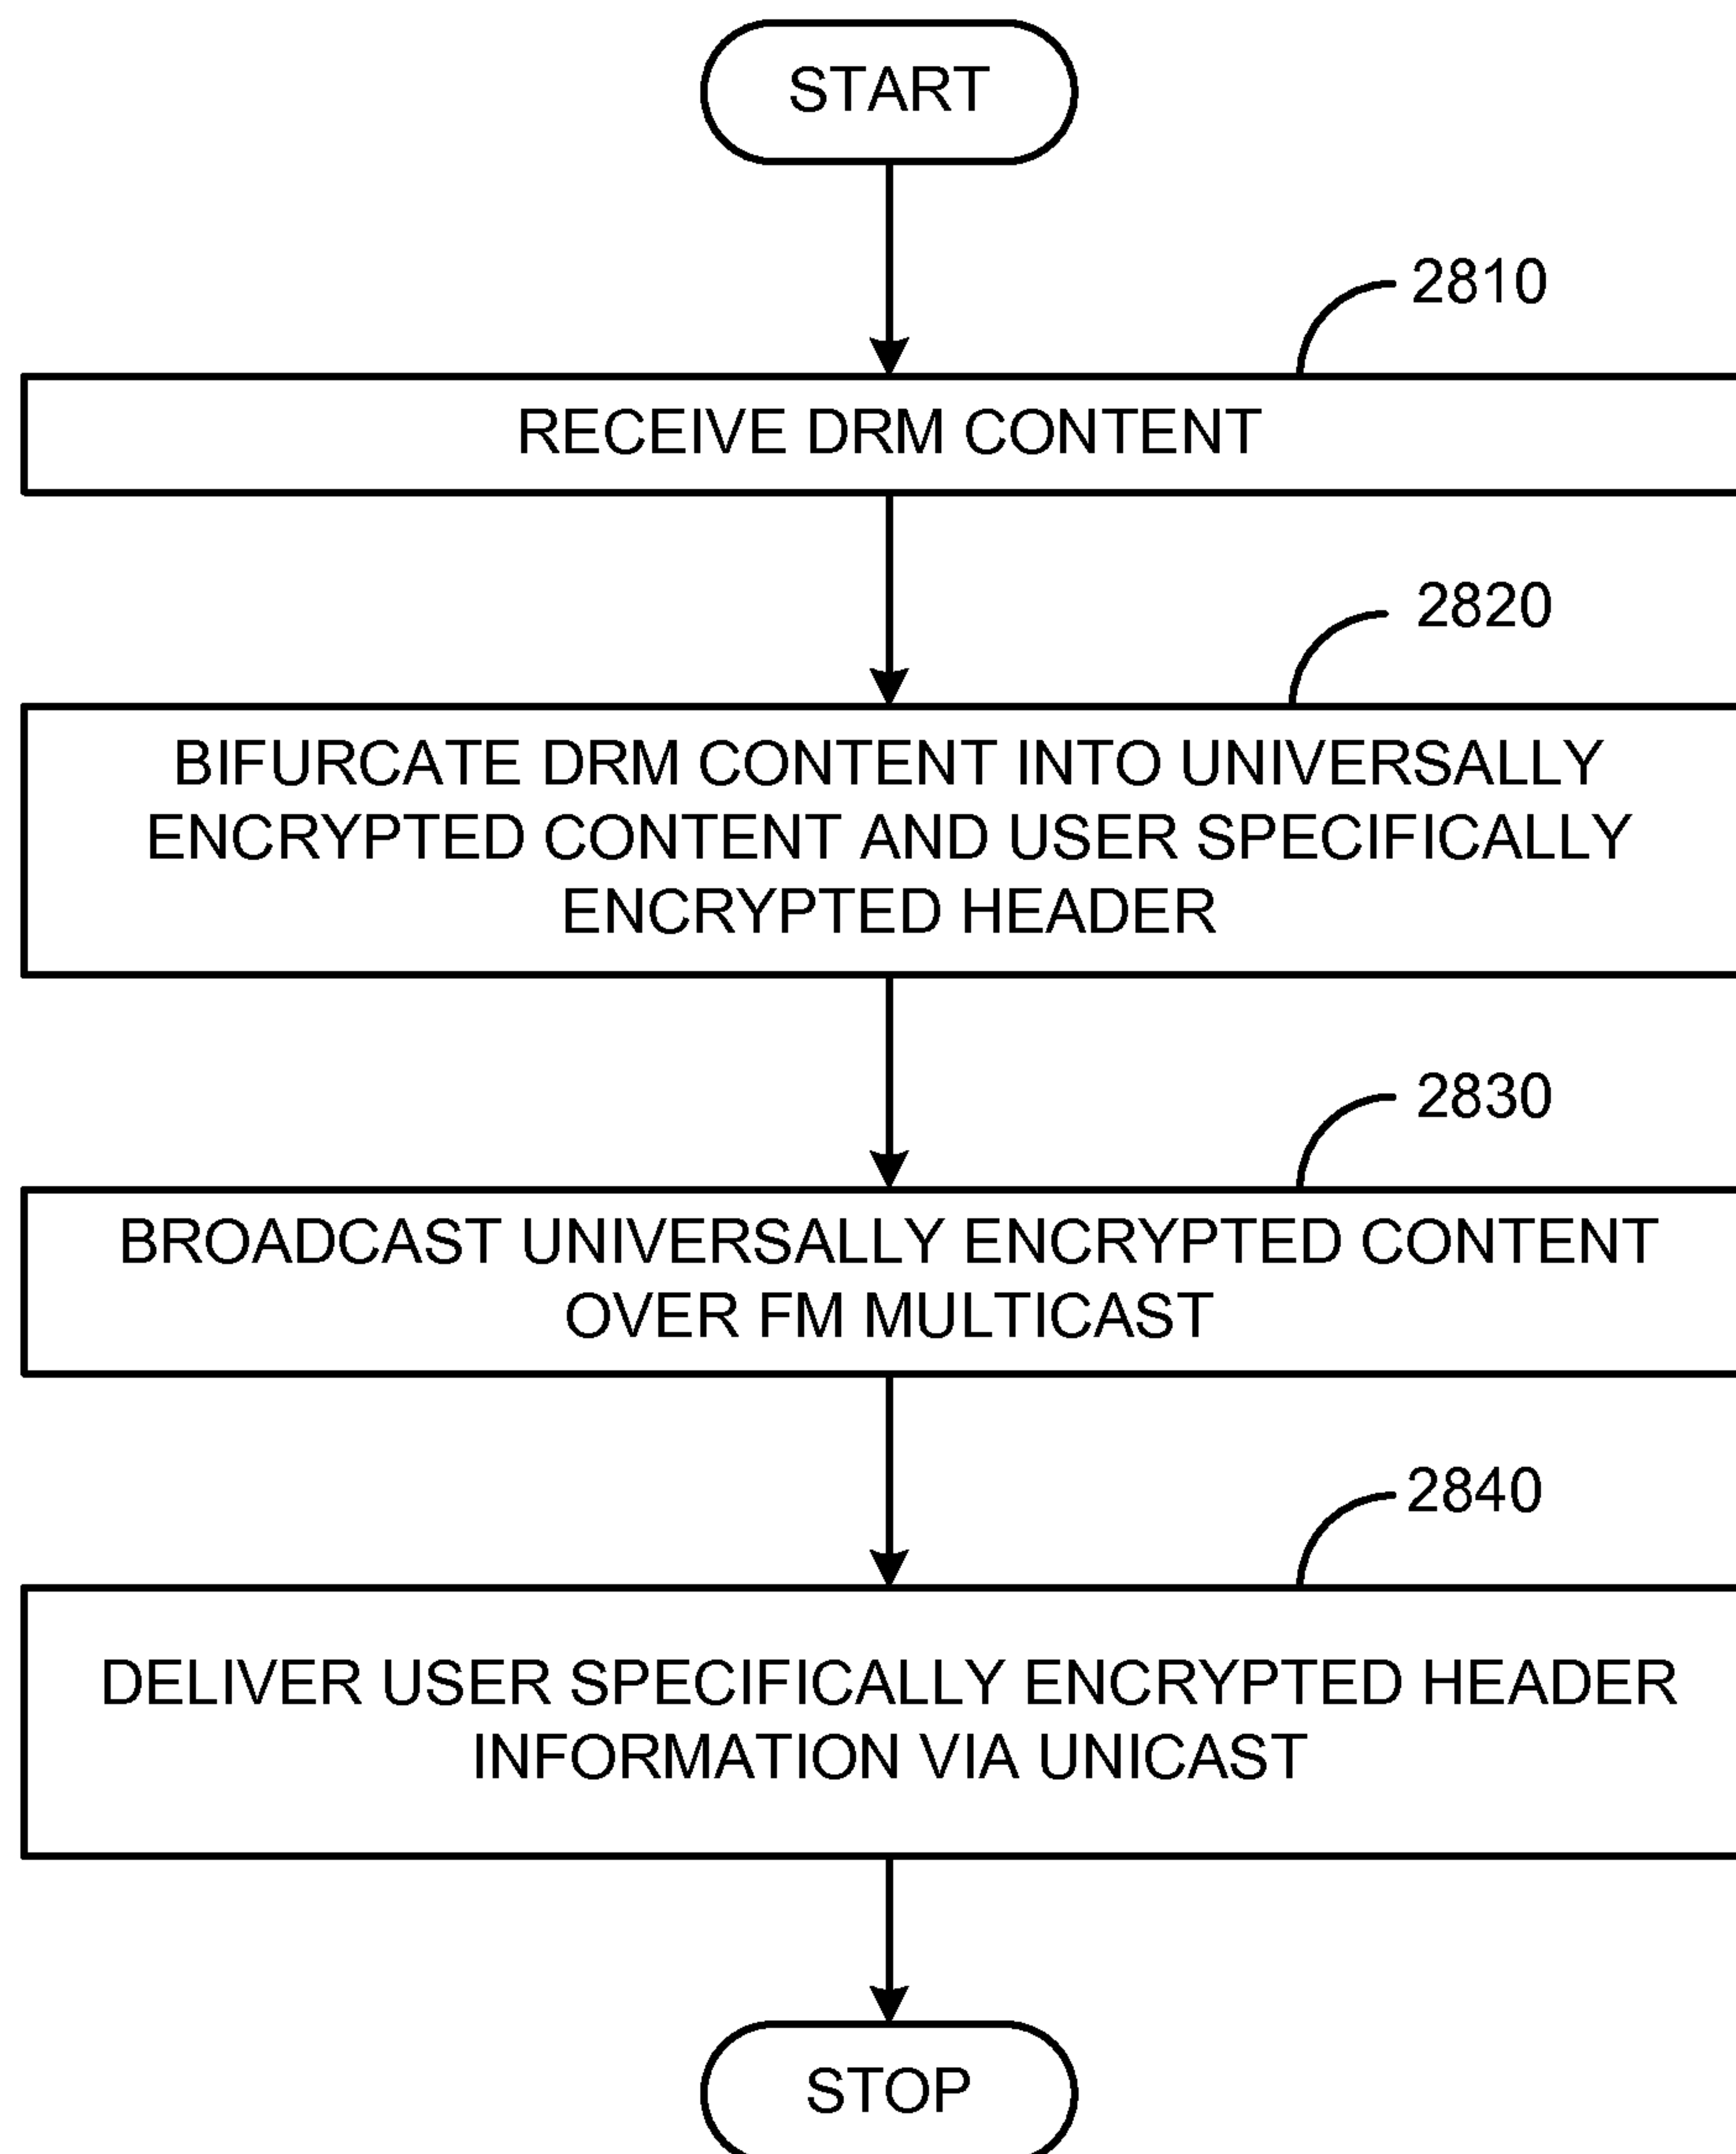 START
2810
RECEIVE DRM CONTENT
2820
BIFURCATE DRM CONTENT INTO UNIVERSALLY
ENCRYPTED CONTENT AND USER SPECIFICALLY
ENCRYPTED HEADER
2830
BROADCAST UNIVERSALLY ENCRYPTED CONTENT
OVER FM MULTICAST
2840
DELIVER USER SPECIFICALLY ENCRYPTED HEADER
INFORMATION VIA UNICAST
STOP